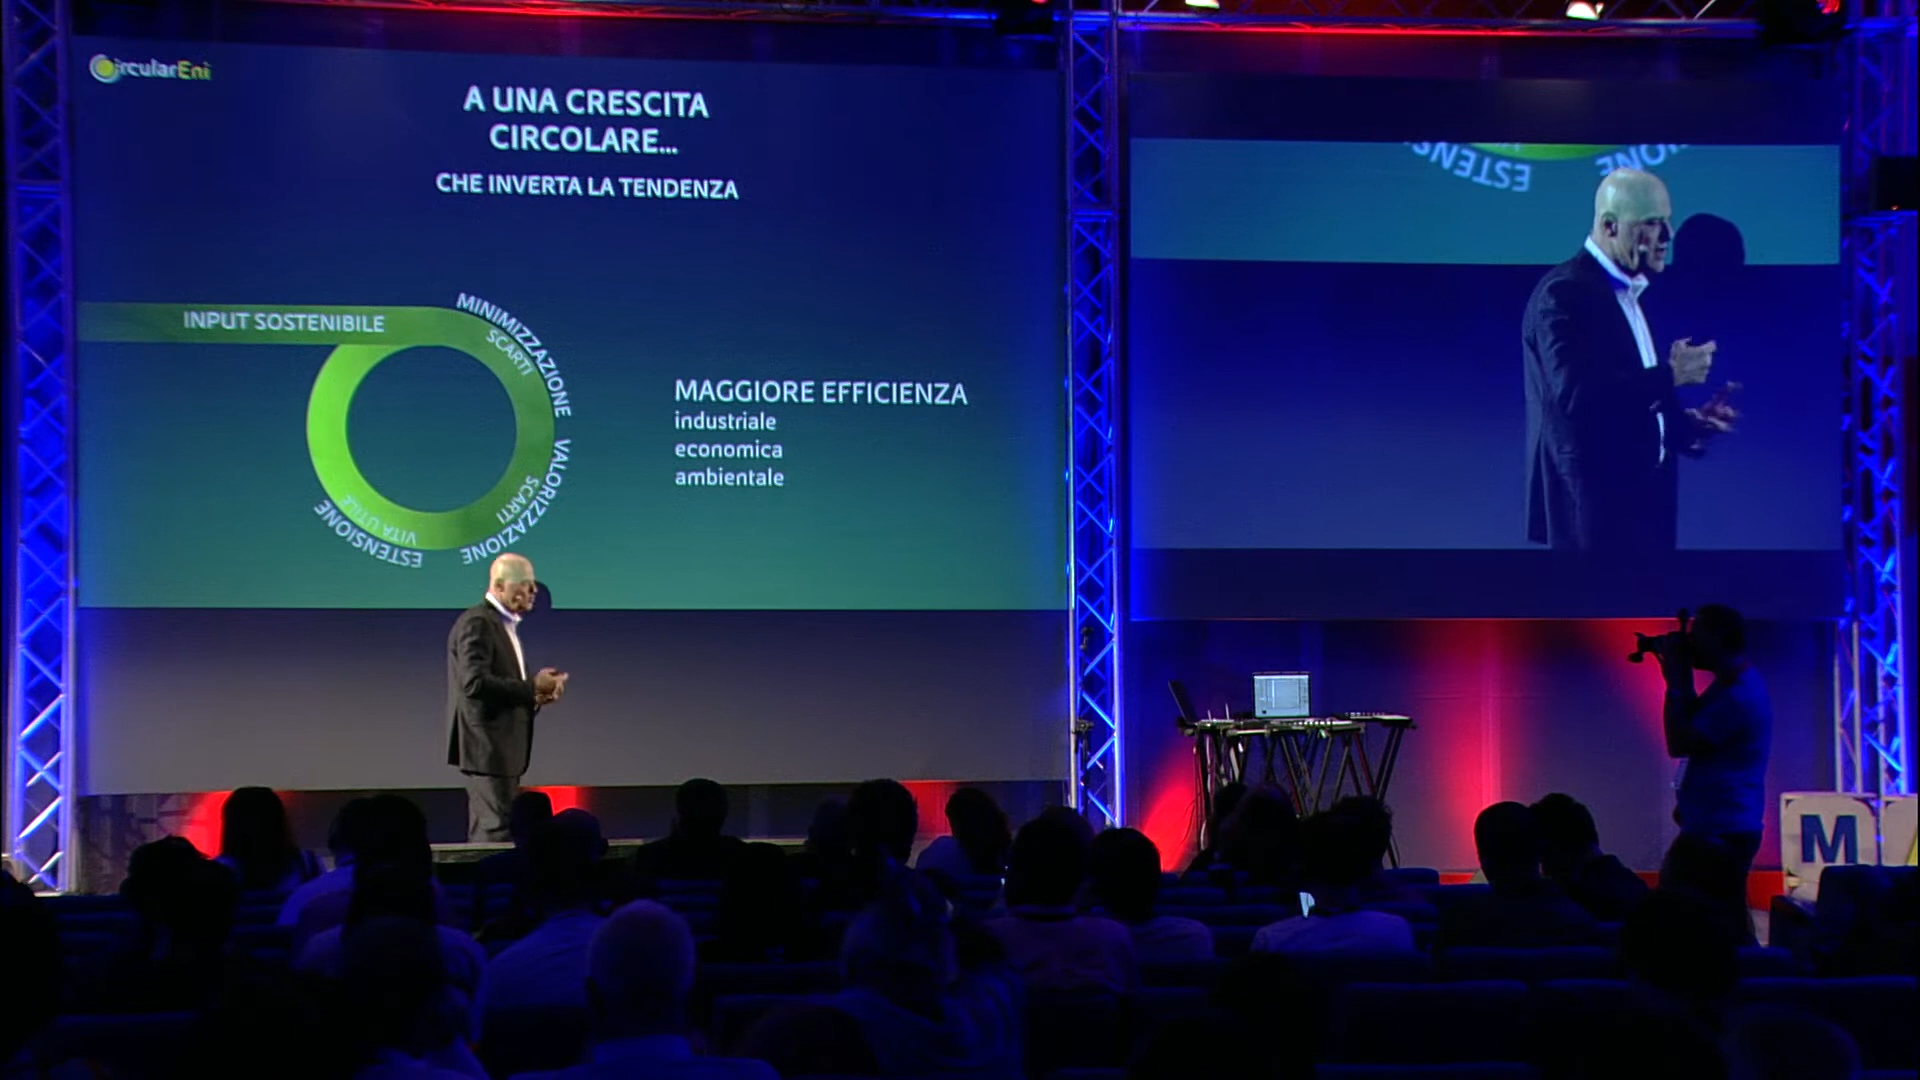 CircularEni
A UNA CRESCITA
CIRCOLARE...
CHE INVERTA LA TENDENZA
INPUT SOSTENIBILE
MINIMIZZAZIONE
SCARTI
VALORIZZAZIONE
SCARTI
ESTENSIONE
VITA UTILE
MAGGIORE EFFICIENZA
industriale
economica
ambientale
M